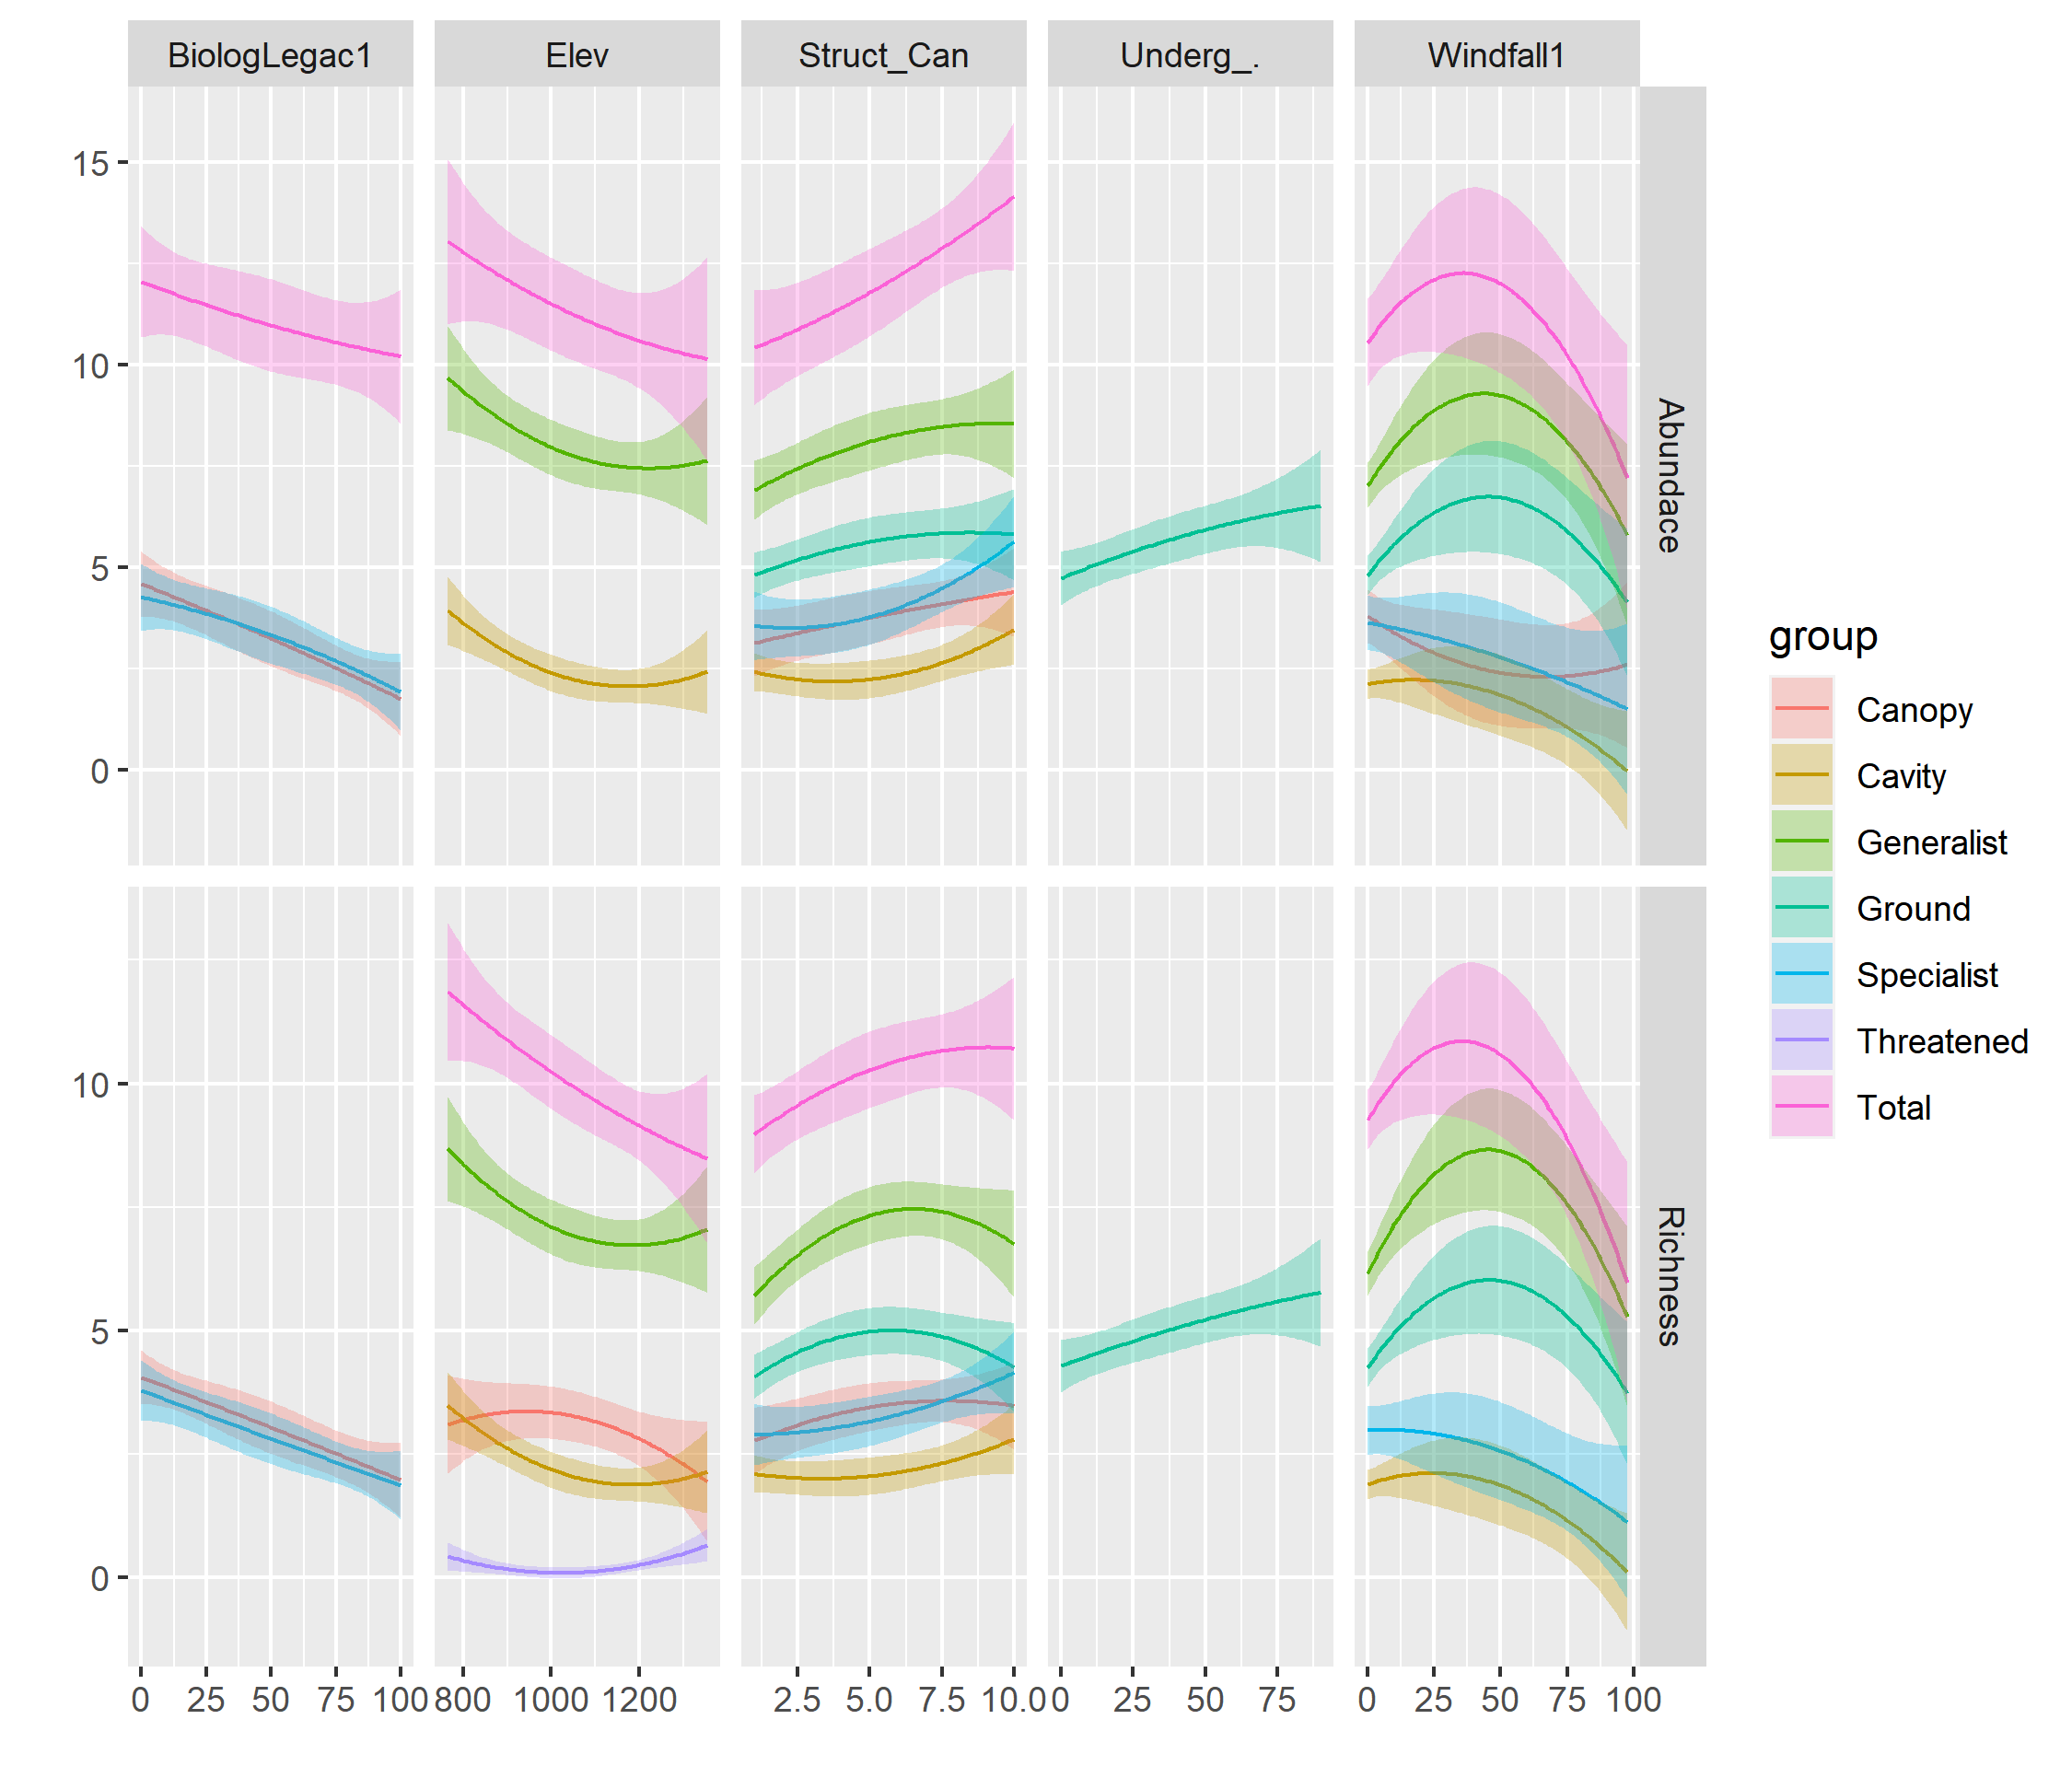 BiologLegac1 Elev Struct_Can Underg_. Windfall1
15
10
5
0
Abundace
10
5
0
Richness
0 25 50 75 100 800 1000 1200 2.5 5.0 7.5 10.0 0 25 50 75 0 25 50 75 100
group
Canopy
Cavity
Generalist
Ground
Specialist
Threatened
Total